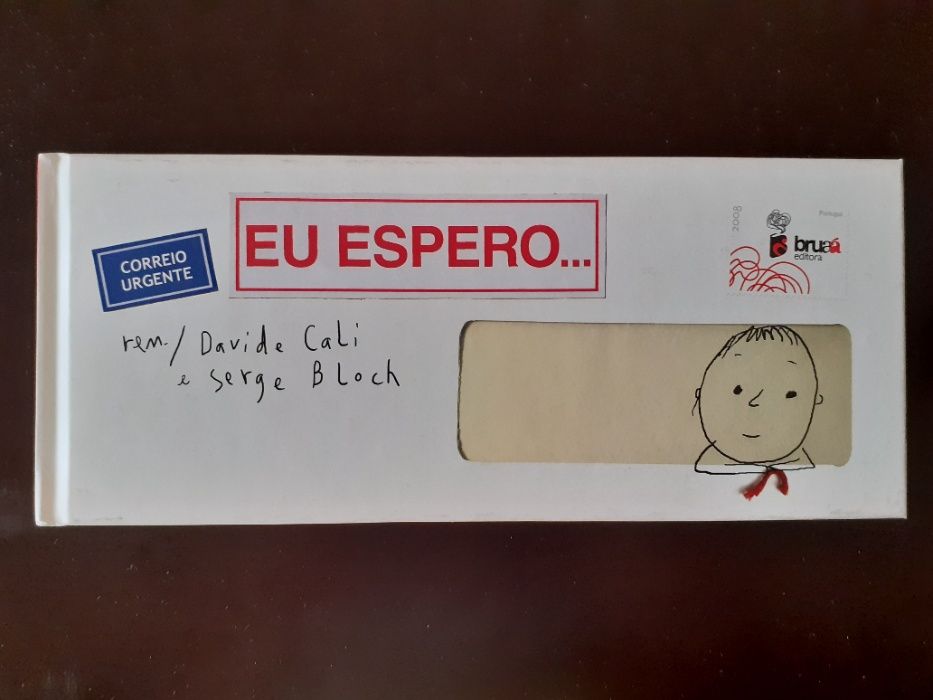 EU ESPERO...
CORREIO
URGENTE
2008
Portugal
bruaá
editora
rem./ Davide Cali
e Serge Bloch